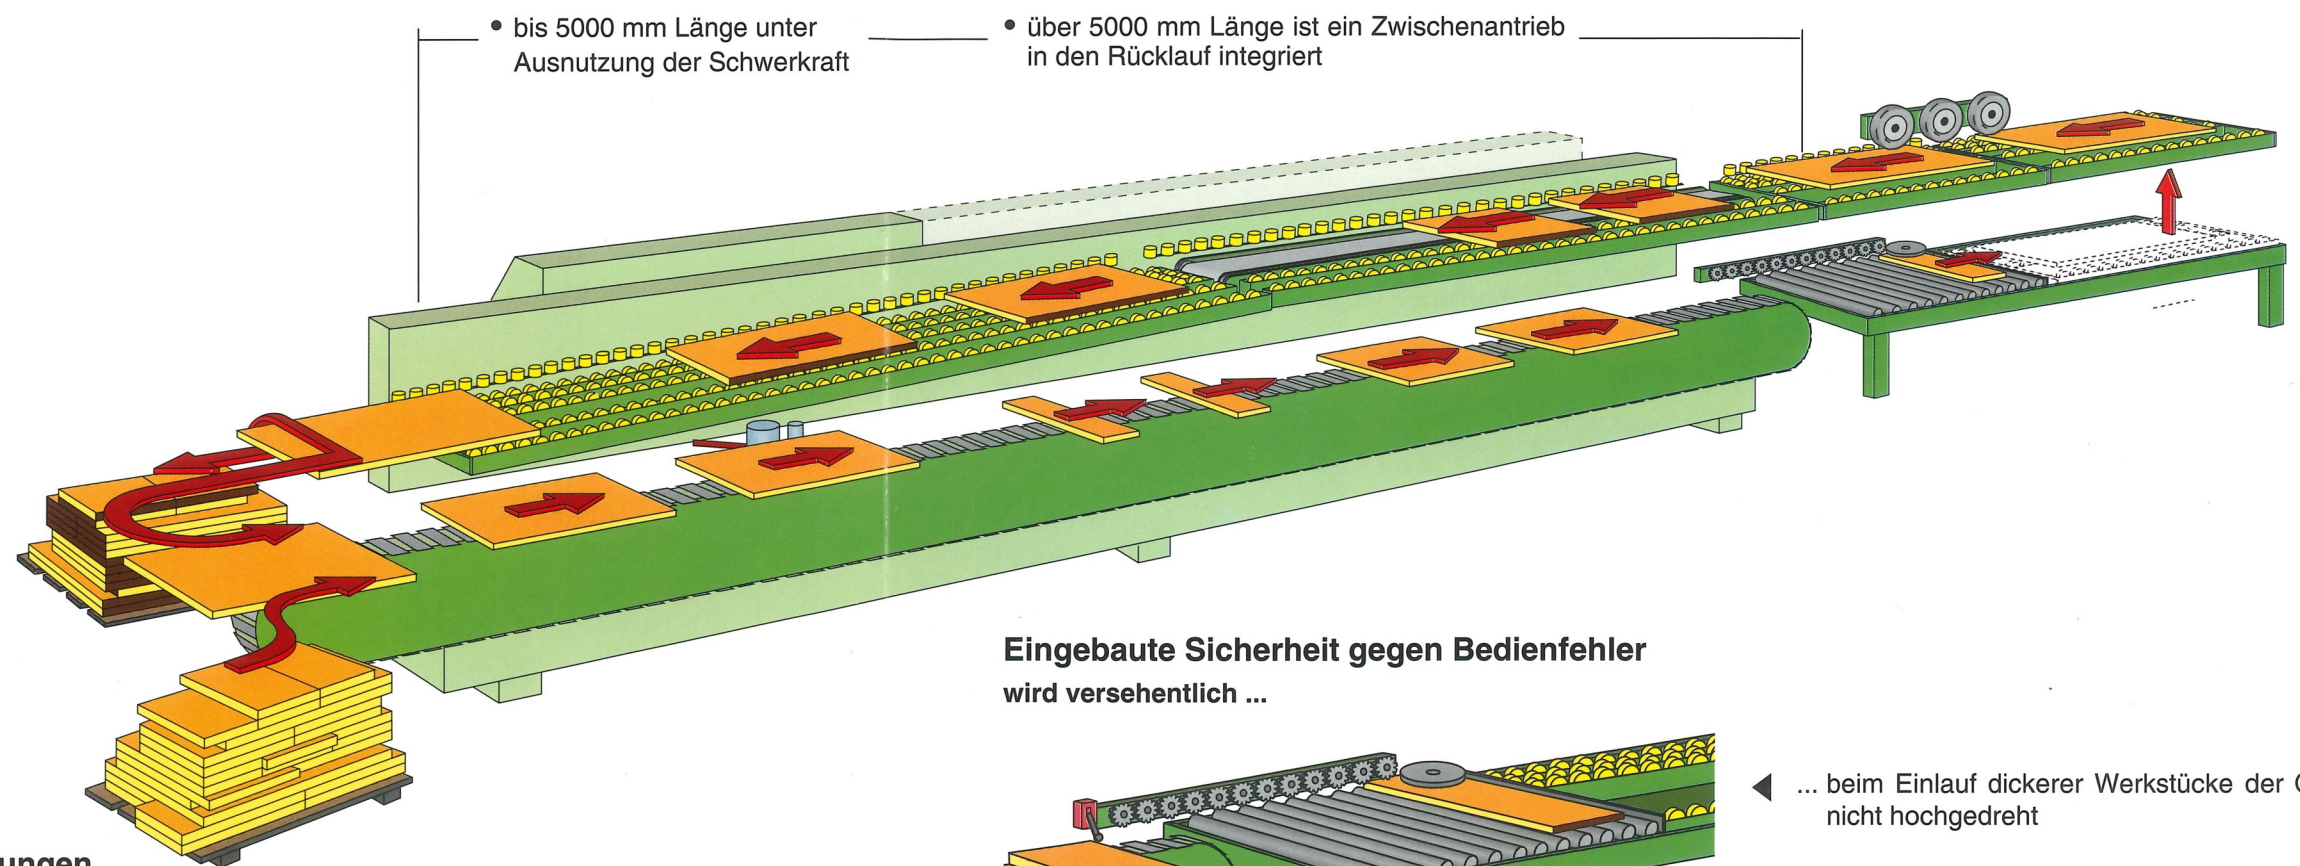 • bis 5000 mm Länge unter
Ausnutzung der Schwerkraft
• über 5000 mm Länge ist ein Zwischenantrieb
in den Rücklauf integriert
Eingebaute Sicherheit gegen Bedienfehler
wird versehentlich ...
... beim Einlauf dickerer Werkstücke der
nicht hochgedreht